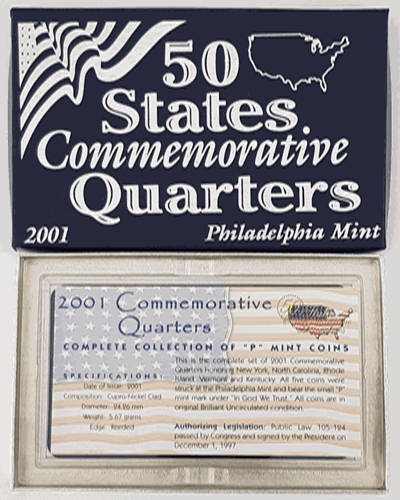 50
States
Commemorative
Quarters
2001
Philadelphia Mint
2001 Commemorative
Quarters
COMPLETE COLLECTION OF "P" MINT COINS
SPECIFICATIONS:
Date of Issue: 2001
Composition: Cupro-Nickel Clad
Diameter: 24.26 mm
Weight: 5.67 grams
Edge: Reeded
This is the complete set of 2001 Commemorative
Quarters honoring New York, North Carolina, Rhode
Island, Vermont and Kentucky. All five coins were
struck at the Philadelphia Mint and bear the small "P"
mint mark under "In God We Trust." All coins are in
original Brilliant Uncirculated condition.
Authorizing Legislation: Public Law 105-124
passed by Congress and signed by the President on
December 1, 1997.